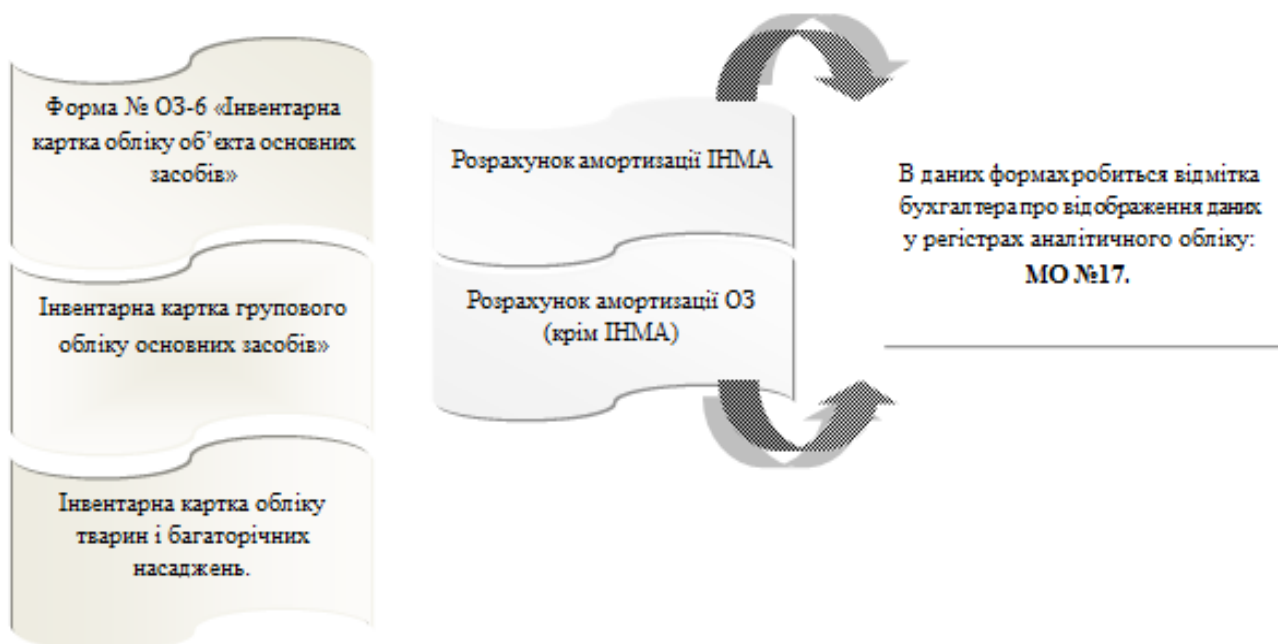 Форма № ОЗ-6 «Інвентарна
картка обліку об’єкта основних
засобів»
Інвентарна картка групового
обліку основних засобів»
Інвентарна картка обліку
тварин і багаторічних
насаджень.
Розрахунок амортизації ІНМА
Розрахунок амортизації ОЗ
(крім ІНМА)
В даних формах робиться відмітка
бухгалтера про відображення даних
у регістрах аналітичного обліку:
МО №17.